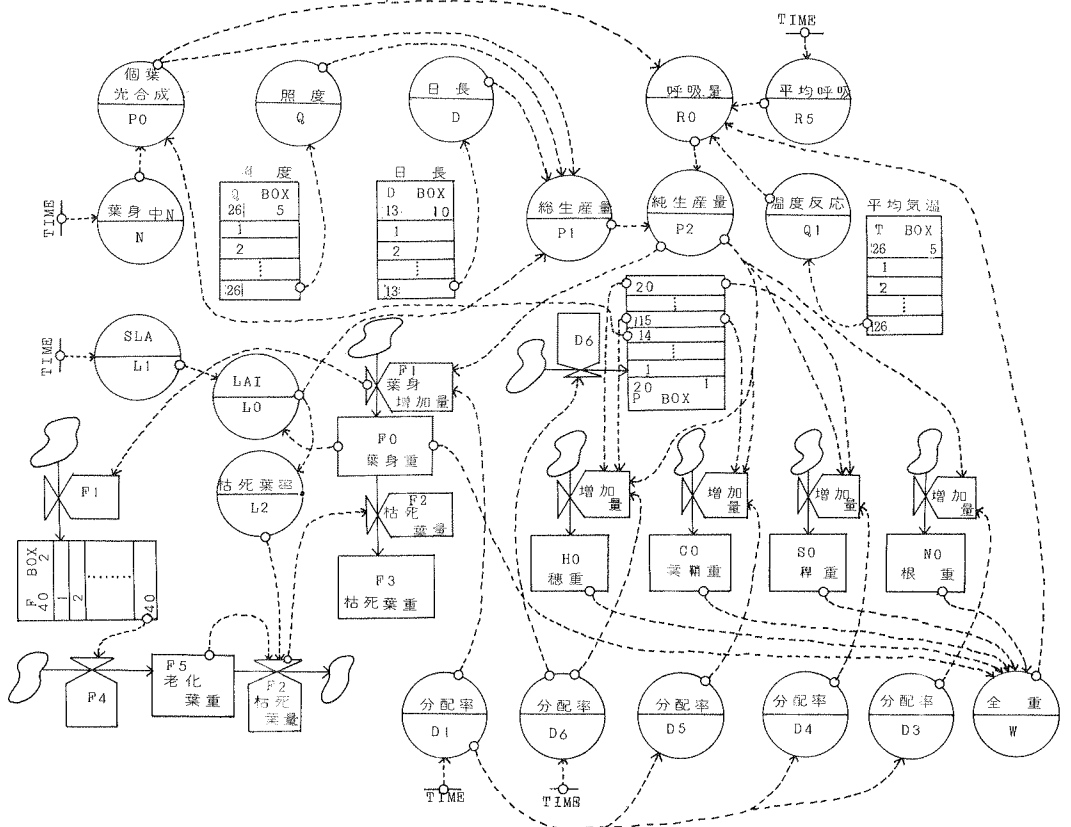 TIME
個葉
光合成
P0
照度
Q
日長
D
呼吸量
R0
平均呼吸
R5
TIME
葉身中N
N
度
Q BOX
26 5
1
2
26
日長
D BOX
13 10
1
2
13
総生産量
P1
純生産量
P2
温度反応
Q1
平均気温
T BOX
26 5
1
2
26
TIME
SLA
L1
LAI
L0
F1
葉身
増加量
D6
20
15
14
1
20 1
P BOX
F0
葉身重
枯死葉率
L2
F1
F2
枯死
葉量
増加
量
増加
量
増加
量
増加
量
BOX
2
F
40
1
2
40
F3
枯死葉重
H0
穂重
C0
葉鞘重
S0
稈重
N0
根重
F4
F5
老化
葉重
F2
枯死
葉量
分配率
D1
分配率
D6
分配率
D5
分配率
D4
分配率
D3
全重
W
TIME
TIME